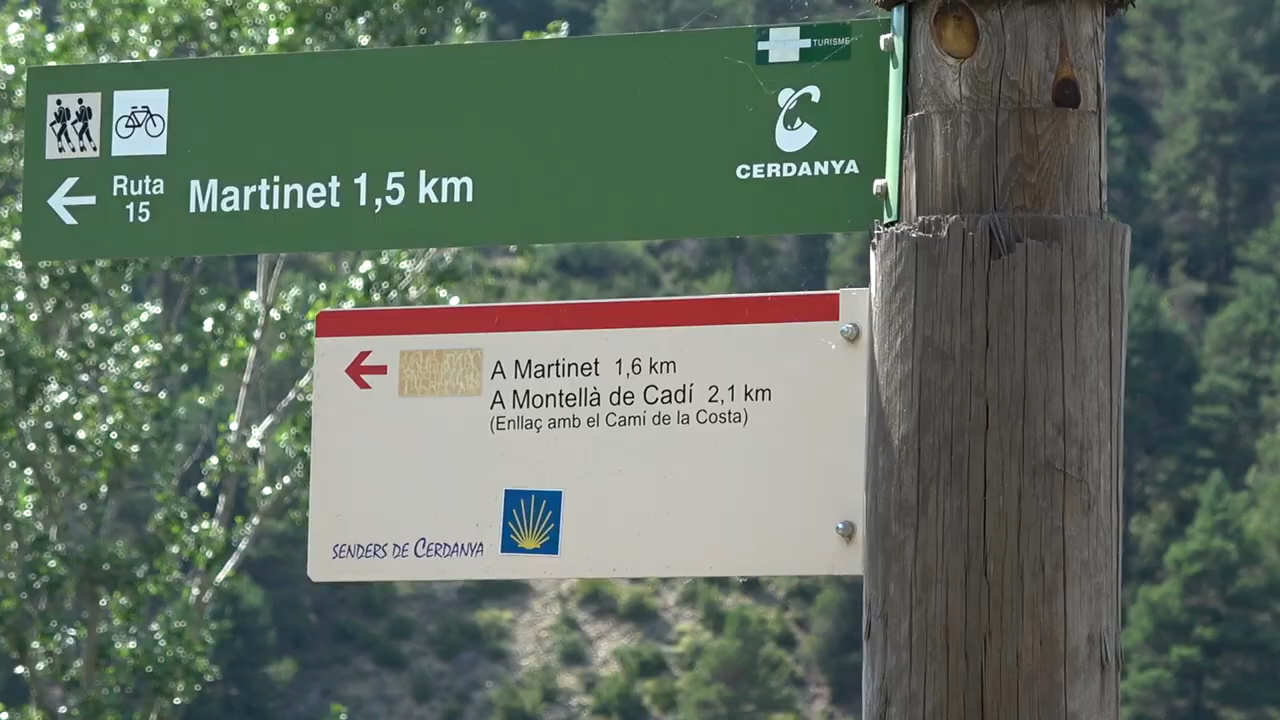 TURISME
CERDANYA
Ruta
15
Martinet 1,5 km
A Martinet 1,6 km
A Montellà de Cadí 2,1 km
(Enllaç amb el Camí de la Costa)
SENDERS DE CERDANYA